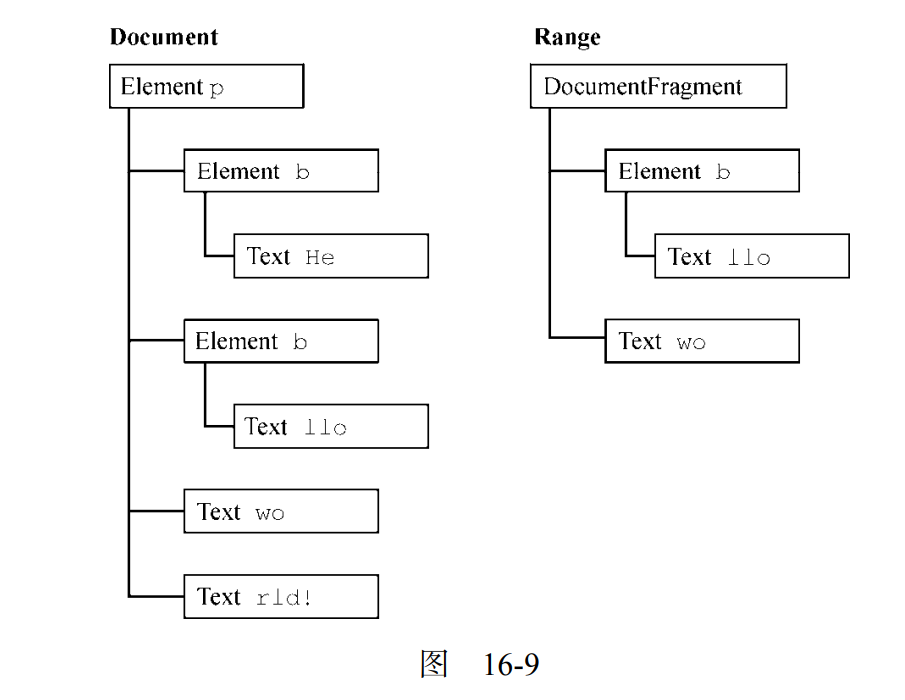 Document
Element p
Element b
Text He
Element b
Text llo
Text wo
Text rld!
Range
DocumentFragment
Element b
Text llo
Text wo
图 16-9